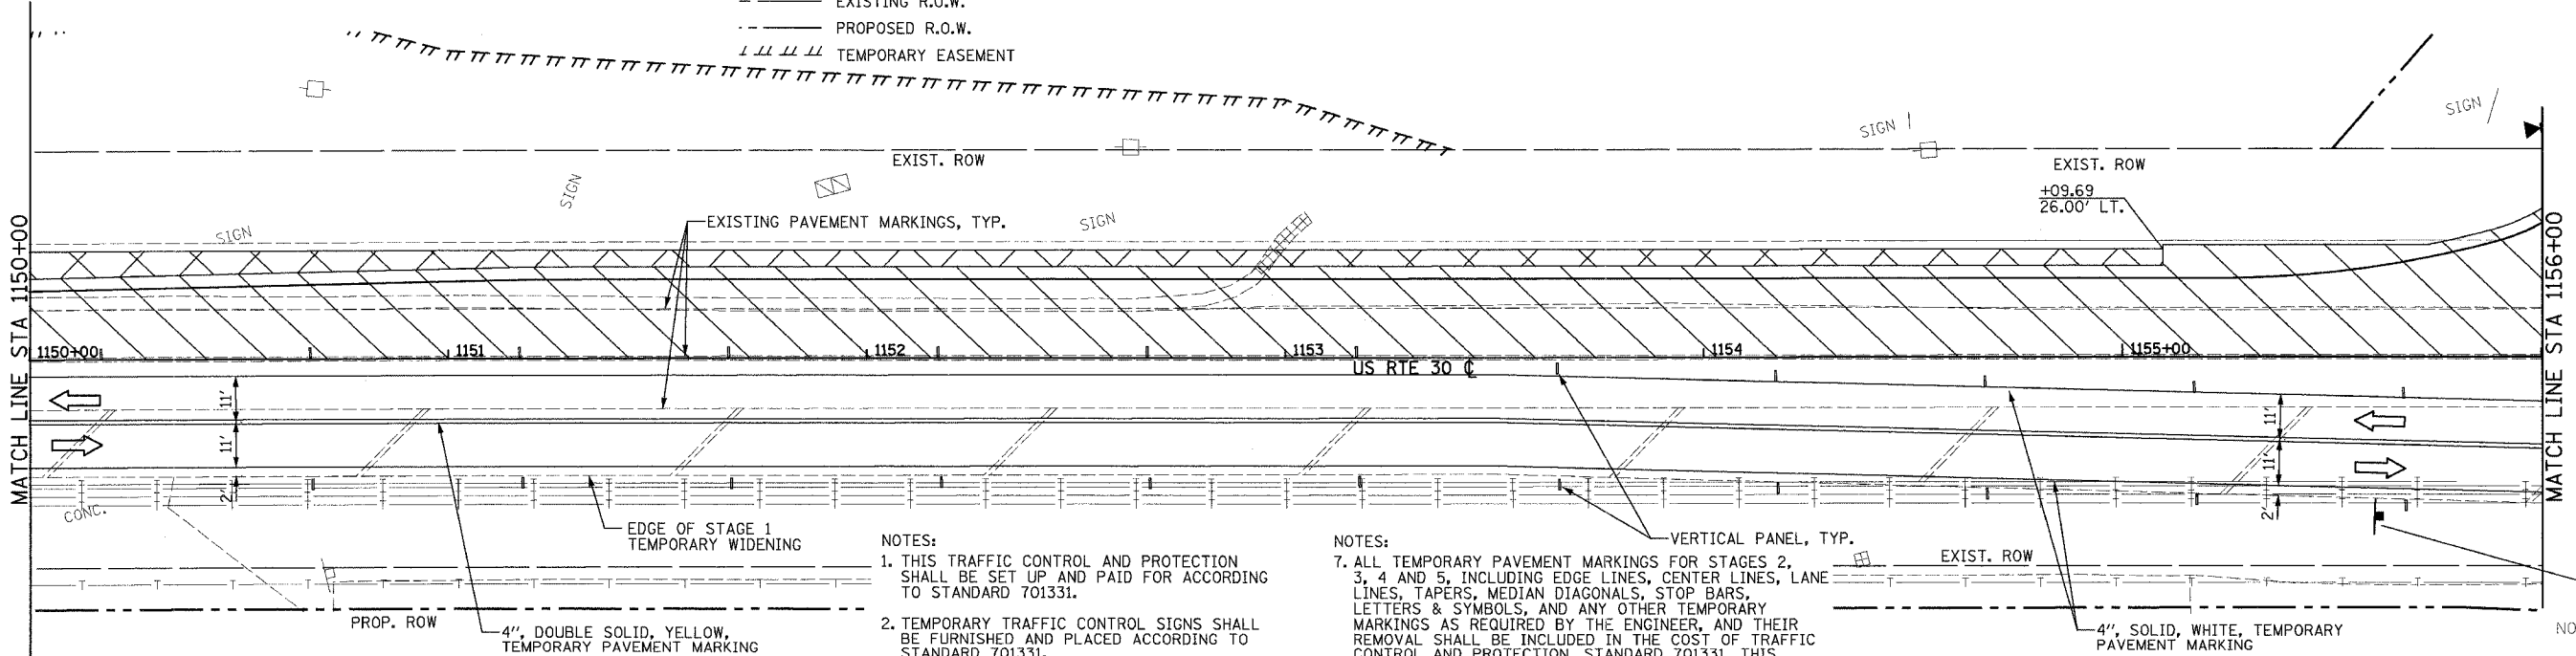 EXISTING R.O.W.
PROPOSED R.O.W.
TEMPORARY EASEMENT
SIGN
SIGN
EXIST. ROW
EXIST. ROW
+09.69
26.00' LT.
SIGN
SIGN
SIGN
EXISTING PAVEMENT MARKINGS, TYP.
MATCH LINE STA 1150+00
MATCH LINE STA 1156+00
1150+00
1151
1152
1153
1154
1155+00
US RTE 30 ℄
11'
11'
2'
11'
11'
2'
CONC.
EDGE OF STAGE 1
TEMPORARY WIDENING
PROP. ROW
4", DOUBLE SOLID, YELLOW,
TEMPORARY PAVEMENT MARKING
NOTES:
1. THIS TRAFFIC CONTROL AND PROTECTION
SHALL BE SET UP AND PAID FOR ACCORDING
TO STANDARD 701331.
2. TEMPORARY TRAFFIC CONTROL SIGNS SHALL
BE FURNISHED AND PLACED ACCORDING TO
STANDARD 701331.
NOTES:
7. ALL TEMPORARY PAVEMENT MARKINGS FOR STAGES 2,
3, 4 AND 5, INCLUDING EDGE LINES, CENTER LINES, LANE
LINES, TAPERS, MEDIAN DIAGONALS, STOP BARS,
LETTERS & SYMBOLS, AND ANY OTHER TEMPORARY
MARKINGS AS REQUIRED BY THE ENGINEER, AND THEIR
REMOVAL SHALL BE INCLUDED IN THE COST OF TRAFFIC
CONTROL AND PROTECTION, STANDARD 701331. THIS
VERTICAL PANEL, TYP.
EXIST. ROW
4", SOLID, WHITE, TEMPORARY
PAVEMENT MARKING
NO